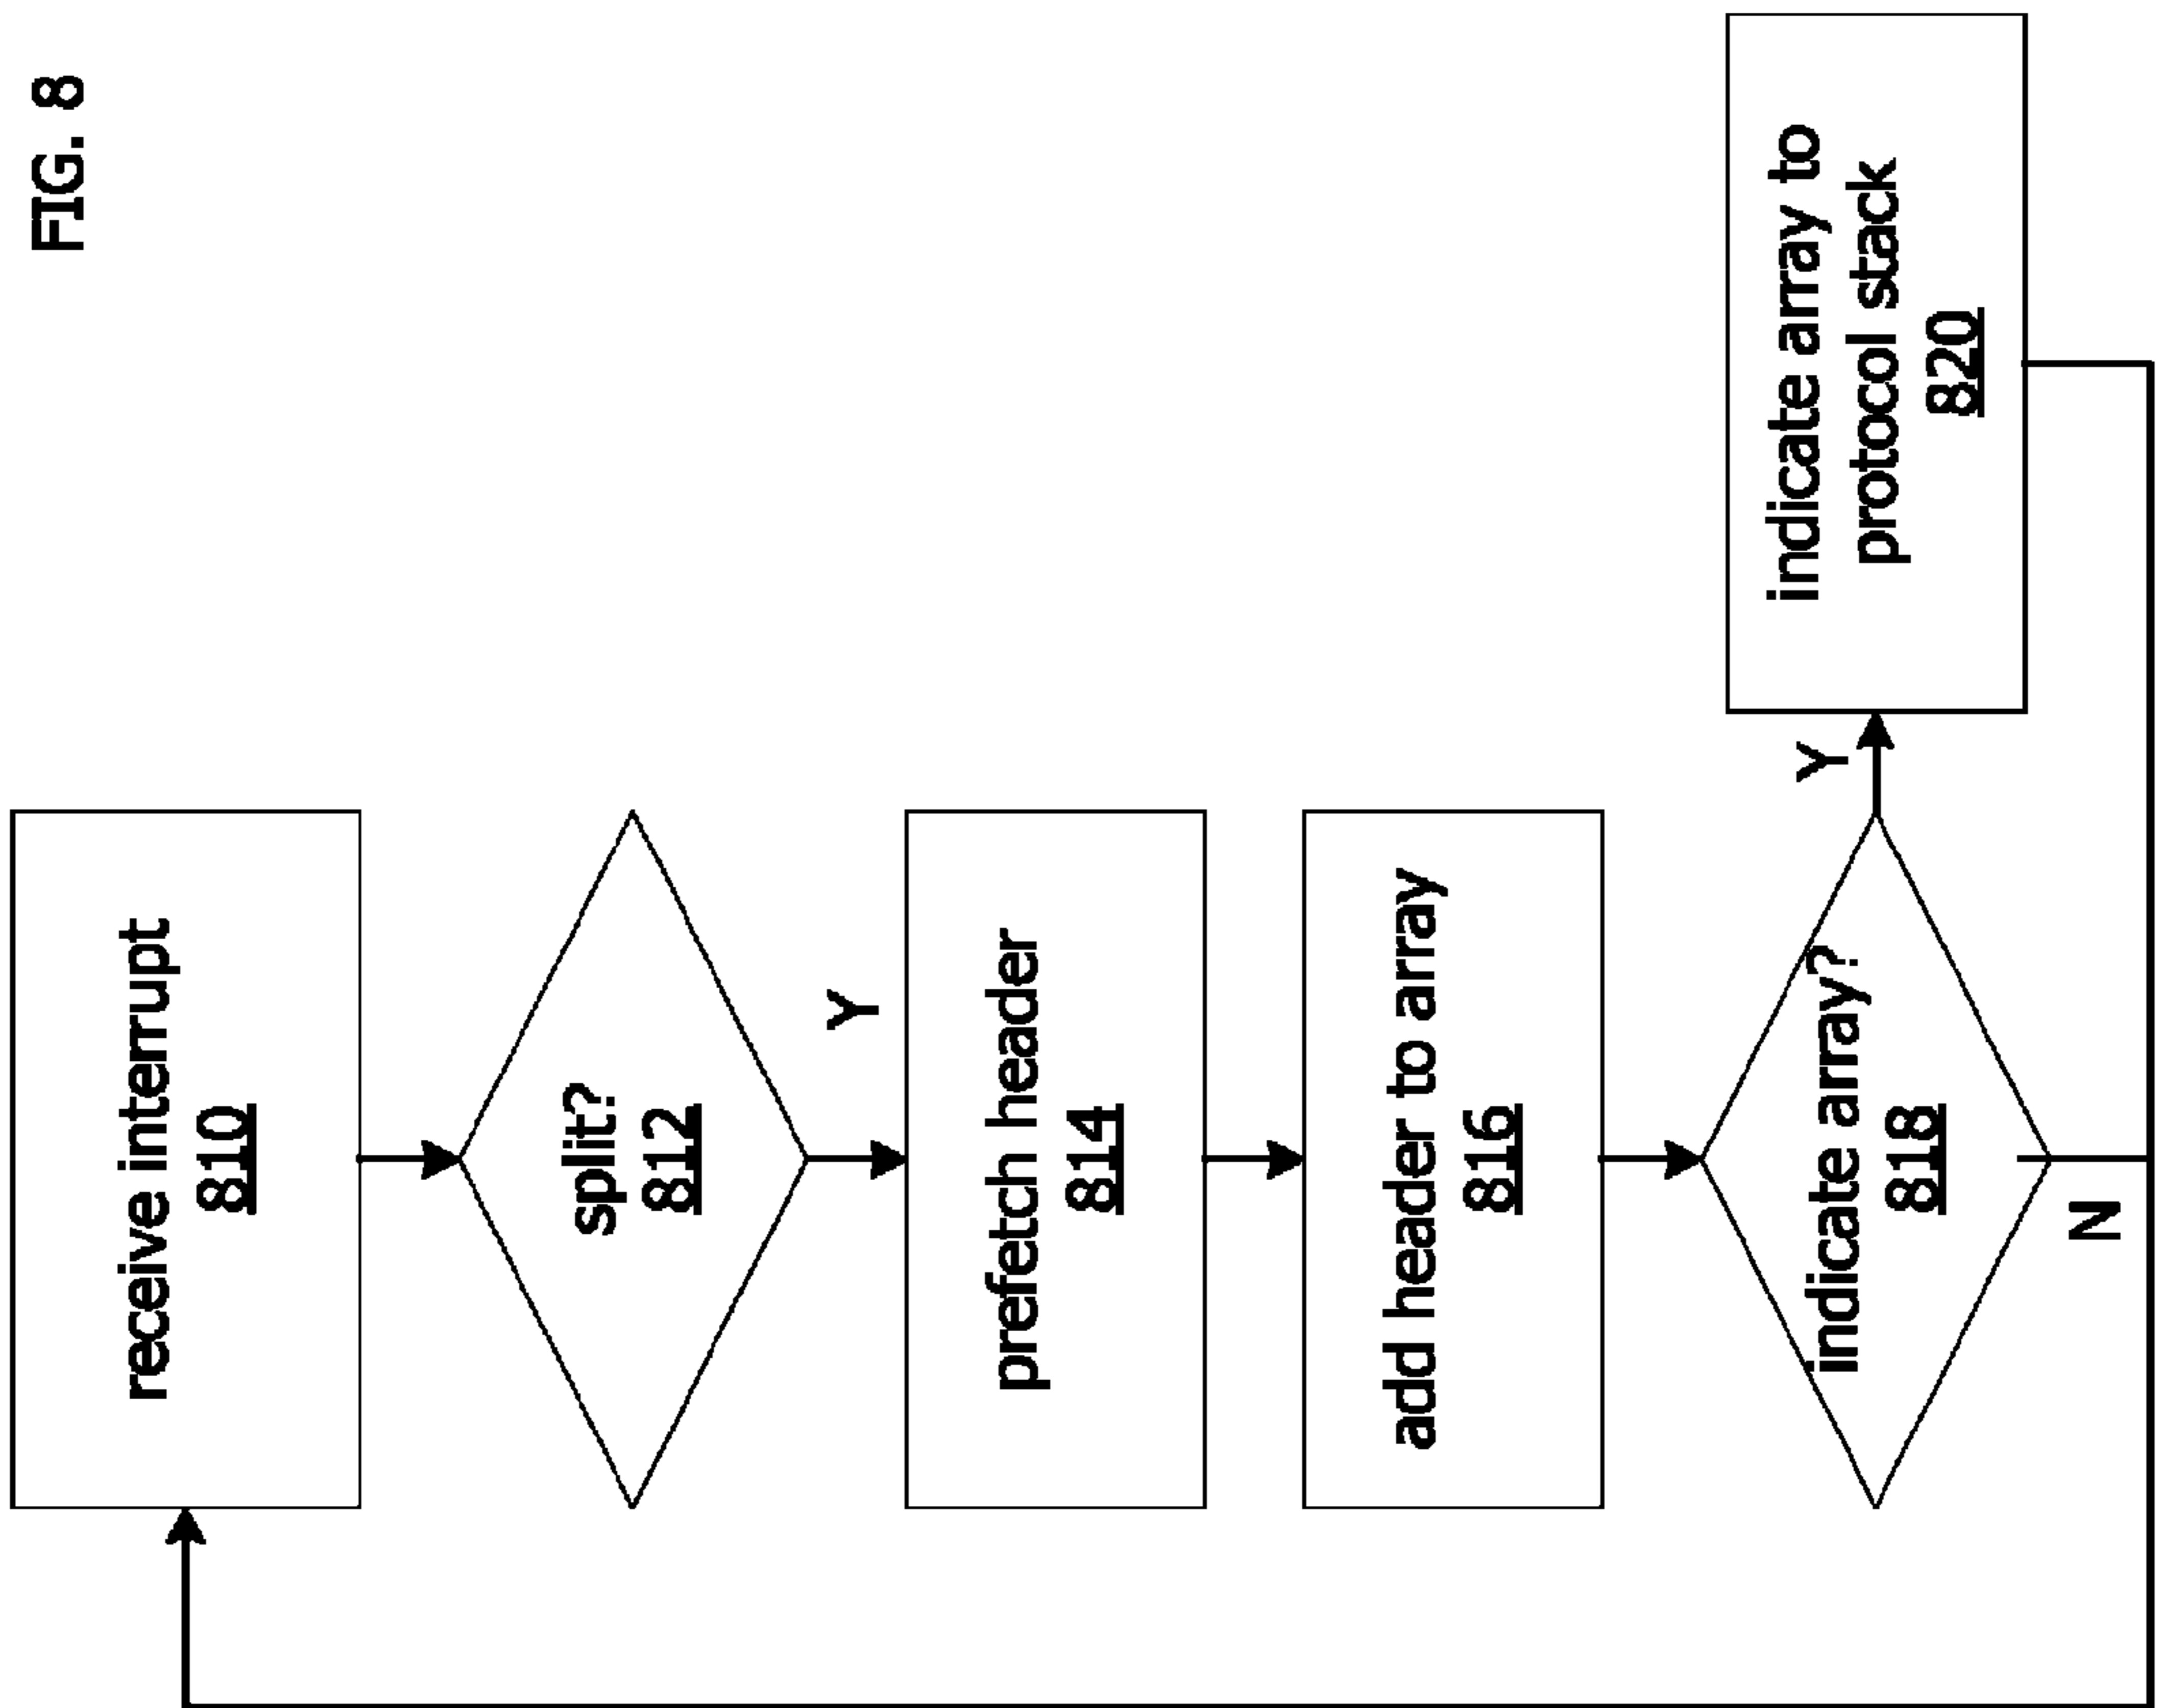 FIG. 8
receive interrupt
810
split?
812
Y
prefetch header
814
add header to array
816
indicate array?
818
Y
N
indicate array to
protocol stack
820